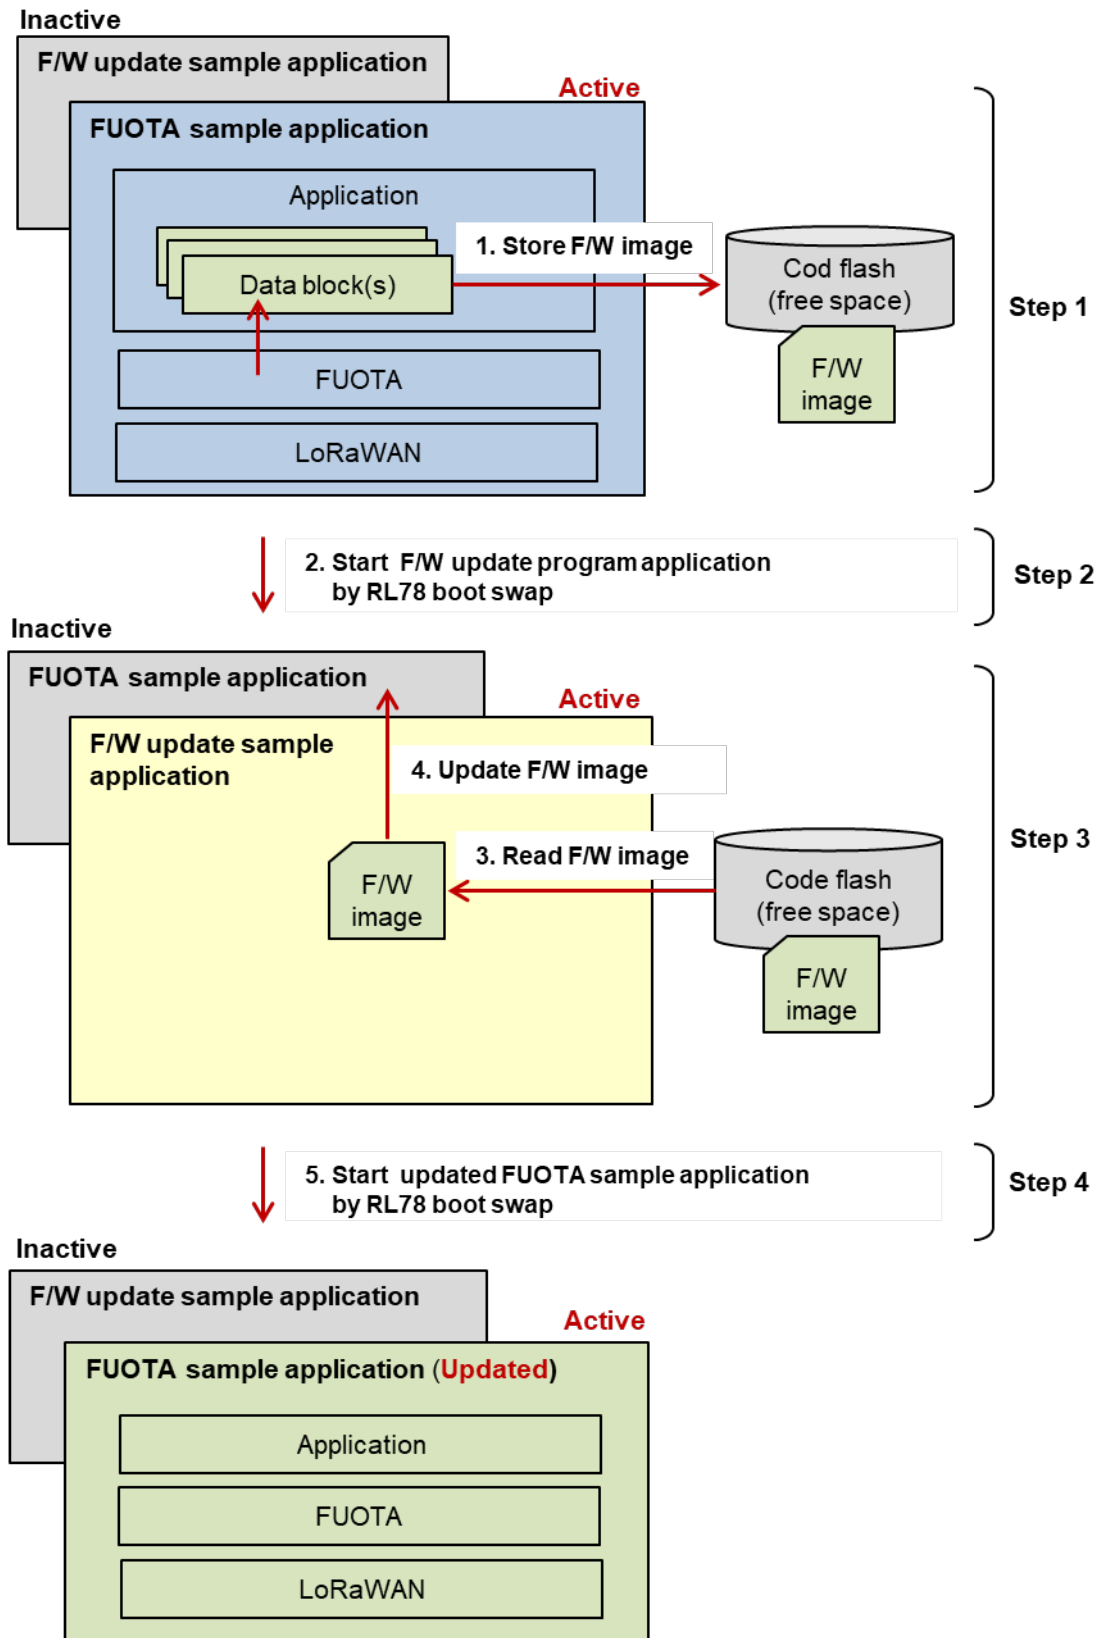 Inactive
F/W update sample application
Active
FUOTA sample application
Application
1. Store F/W image
Data block(s)
Cod flash
(free space)
Step 1
F/W
image
FUOTA
LoRaWAN
2. Start F/W update program application
by RL78 boot swap
Step 2
Inactive
FUOTA sample application
Active
F/W update sample
application
4. Update F/W image
3. Read F/W image
F/W
image
Code flash
(free space)
Step 3
F/W
image
5. Start updated FUOTA sample application
by RL78 boot swap
Step 4
Inactive
F/W update sample application
Active
FUOTA sample application (Updated)
Application
FUOTA
LoRaWAN